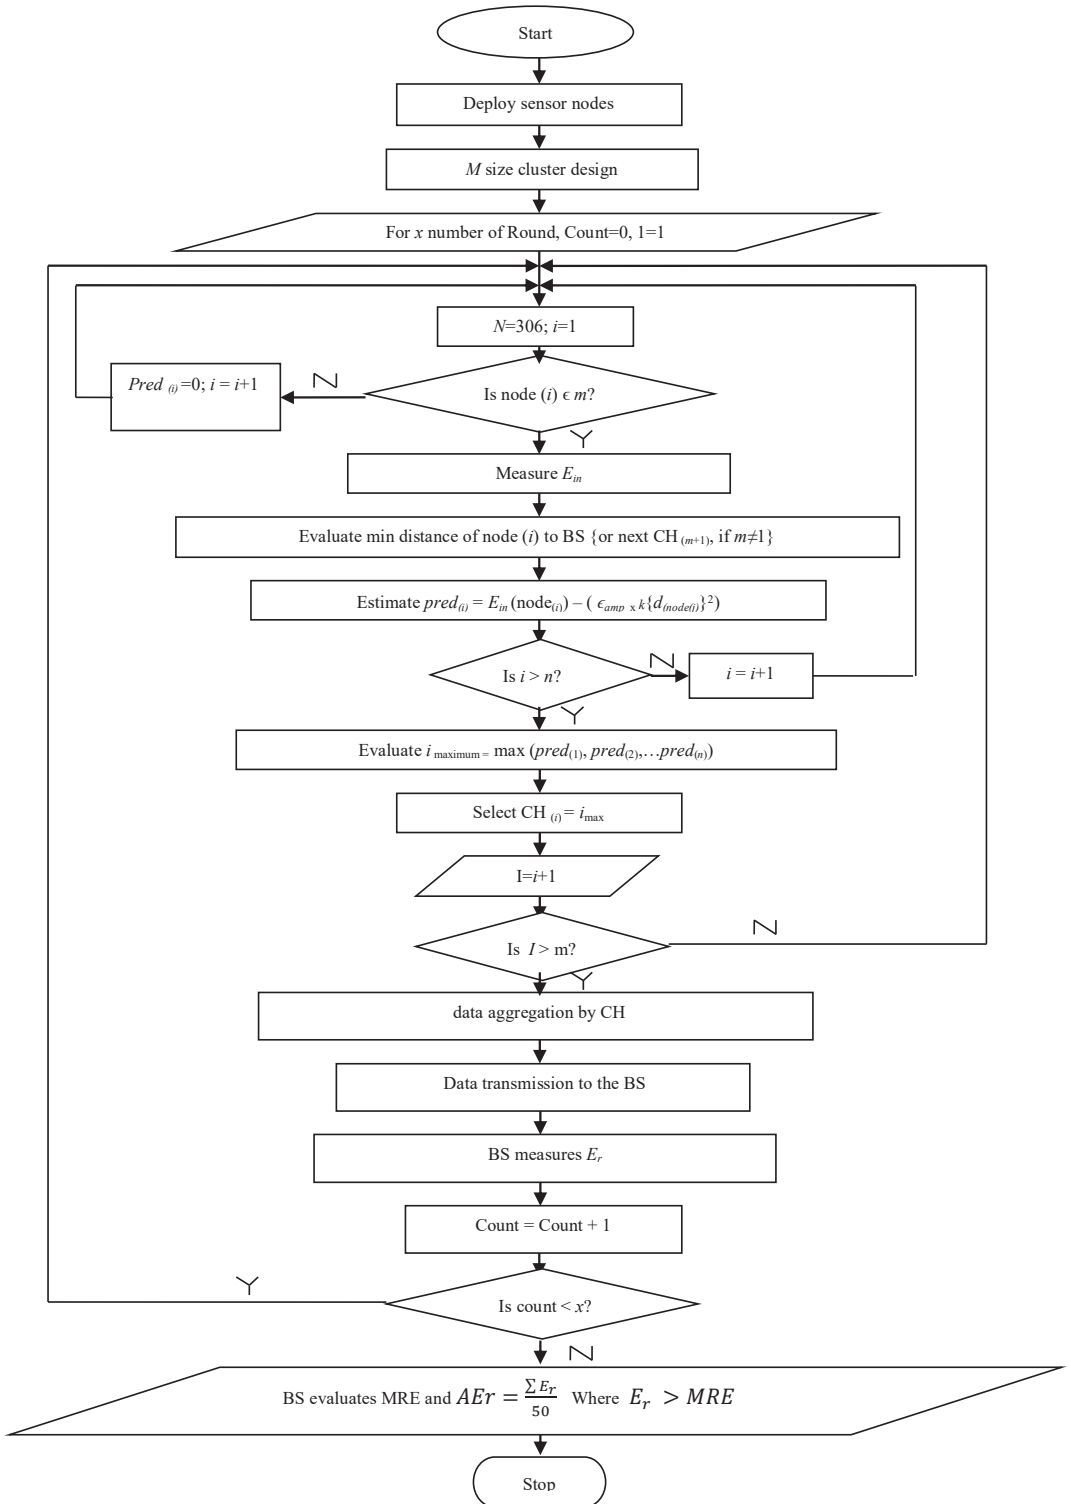 Start
Deploy sensor nodes
M size cluster design
For x number of Round, Count=0, 1=1
N=306; i=1
Pred (i) =0; i = i+1
N
Is node (i) ϵ m?
Y
Measure Ein
Evaluate min distance of node (i) to BS {or next CH (m+1), if m≠1}
Estimate pred(i) = Ein (node(i)) – ( ϵamp x k{d(node(i)}²)
Is i > n?
N
i = i+1
Y
Evaluate i maximum = max (pred(1), pred(2),…pred(n))
Select CH (i) = imax
I=i+1
Is I > m?
N
Y
data aggregation by CH
Data transmission to the BS
BS measures Er
Count = Count + 1
Y
Is count < x?
N
BS evaluates MRE and AEr = ∑ Er / 50 Where Er > MRE
Stop